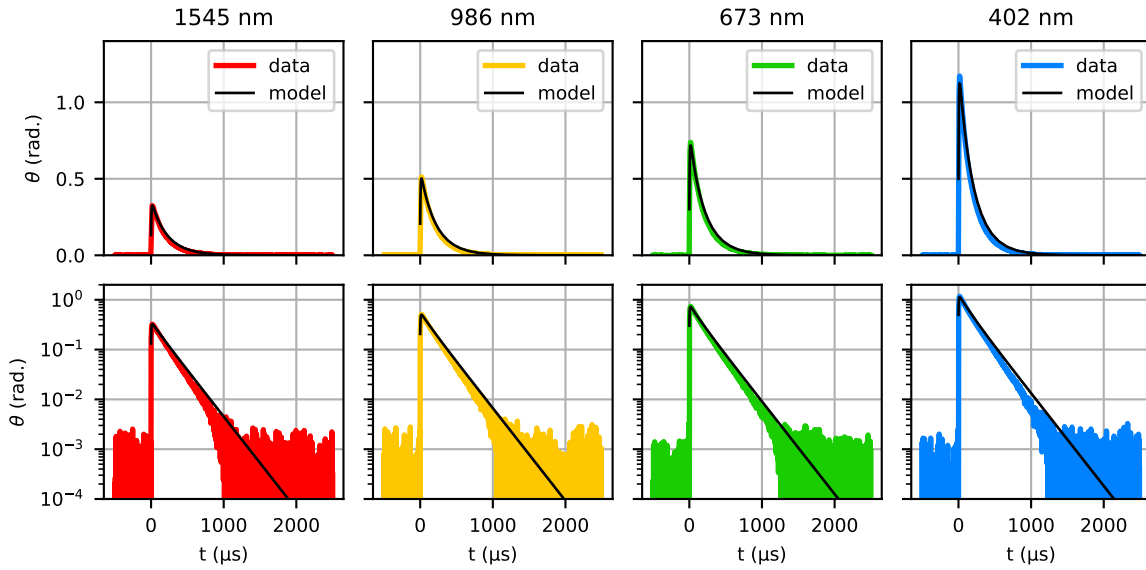 1545 nm
986 nm
673 nm
402 nm
θ (rad.)
1.0
0.5
0.0
data
model
data
model
data
model
data
model
θ (rad.)
10⁰
10⁻¹
10⁻²
10⁻³
10⁻⁴
0 1000 2000
0 1000 2000
0 1000 2000
0 1000 2000
t (µs)
t (µs)
t (µs)
t (µs)